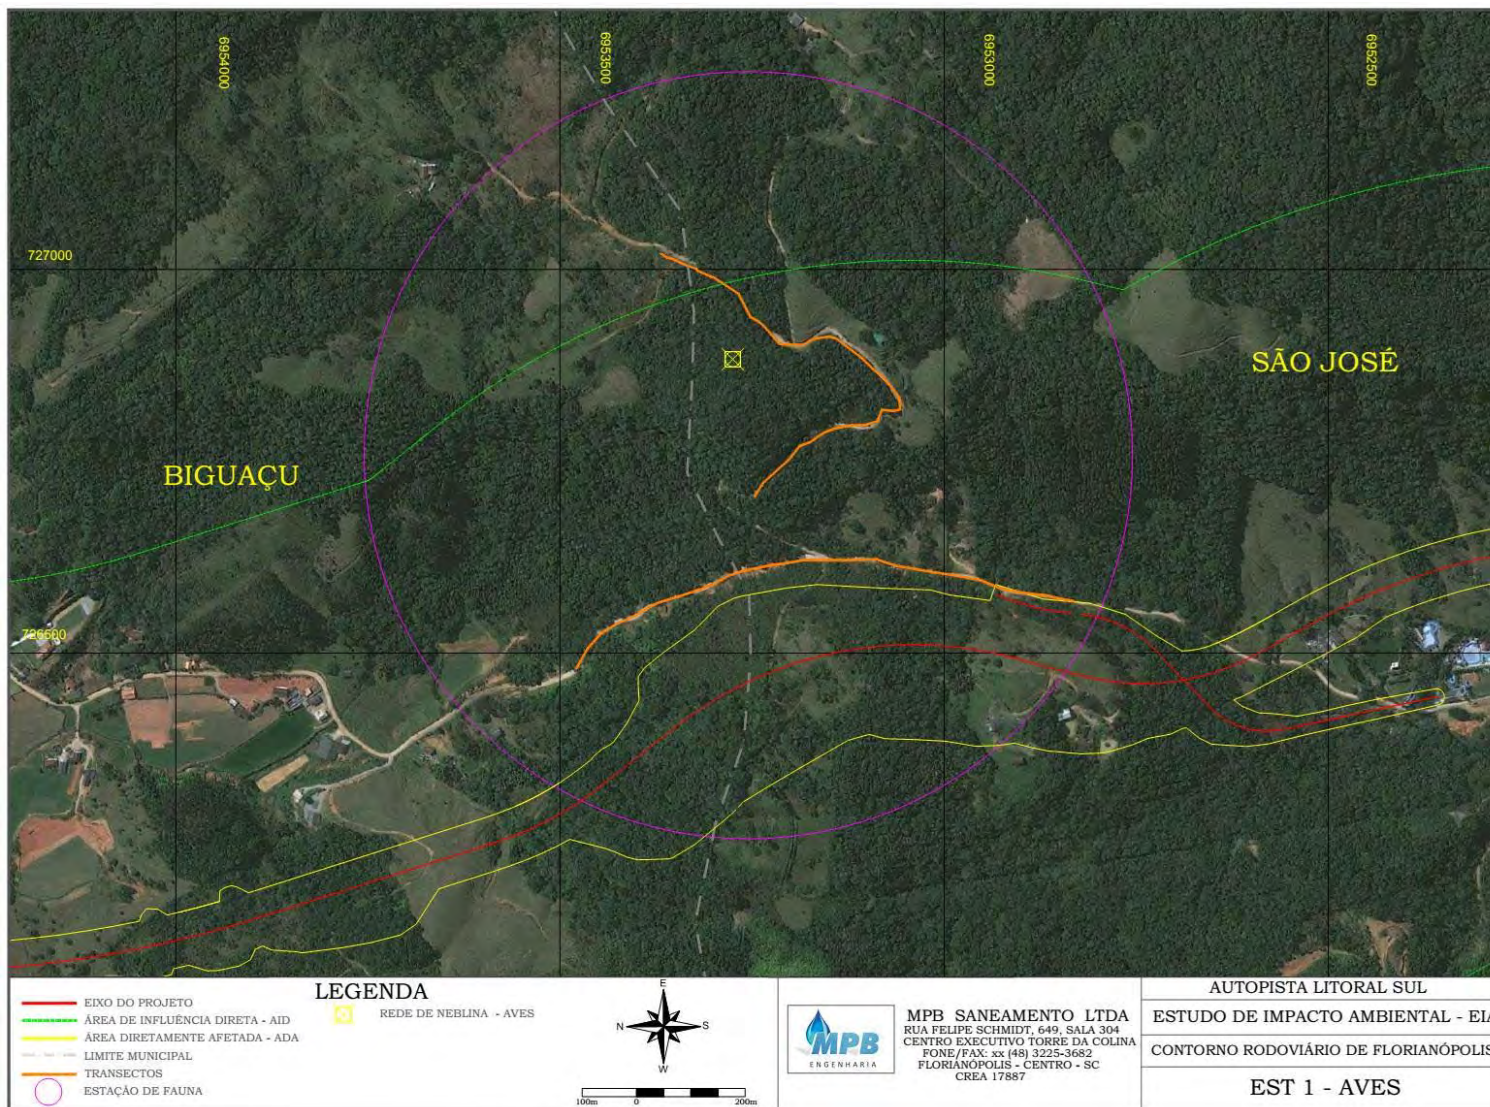 6954000
6953500
6953000
6952500
727000
SÃO JOSÉ
BIGUAÇU
726500
LEGENDA
EIXO DO PROJETO
ÁREA DE INFLUÊNCIA DIRETA - AID
ÁREA DIRETAMENTE AFETADA - ADA
LIMITE MUNICIPAL
TRANSECTOS
ESTAÇÃO DE FAUNA
REDE DE NEBLINA - AVES
E
N
S
W
100m 0 200m
MPB
ENGENHARIA
MPB SANEAMENTO LTDA
RUA FELIPE SCHMIDT, 649, SALA 304
CENTRO EXECUTIVO TORRE DA COLINA
FONE/FAX: xx (48) 3225-3682
FLORIANÓPOLIS - CENTRO - SC
CREA 17887
AUTOPISTA LITORAL SUL
ESTUDO DE IMPACTO AMBIENTAL - EIA
CONTORNO RODOVIÁRIO DE FLORIANÓPOLIS
EST 1 - AVES